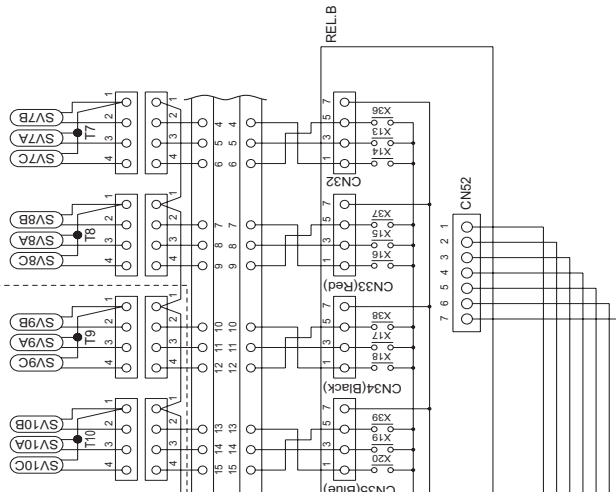 REL.B
SV7B
SV7A
SV7C
T7
1
2
3
4
1
2
3
4
4
5
6
4
5
6
7
5
3
1
X36
X13
X14
CN32
SV8B
SV8A
SV8C
T8
1
2
3
4
1
2
3
4
7
8
9
7
8
9
7
5
3
1
X37
X15
X16
CN33(Red)
SV9B
SV9A
SV9C
T9
1
2
3
4
1
2
3
4
10
11
12
10
11
12
7
5
3
1
X38
X17
X18
CN34(Black)
SV10B
SV10A
SV10C
T10
1
2
3
4
1
2
3
4
13
14
15
13
14
15
7
5
3
1
X39
X19
X20
CN35(Blue)
CN52
1
2
3
4
5
6
7